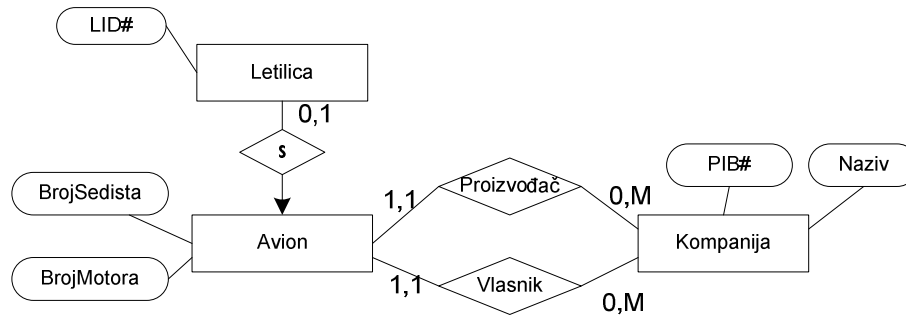 LID#
Letilica
0,1
S
PIB#
Naziv
Proizvođač
BrojSedista
1,1
0,M
Avion
Kompanija
BrojMotora
1,1
Vlasnik
0,M